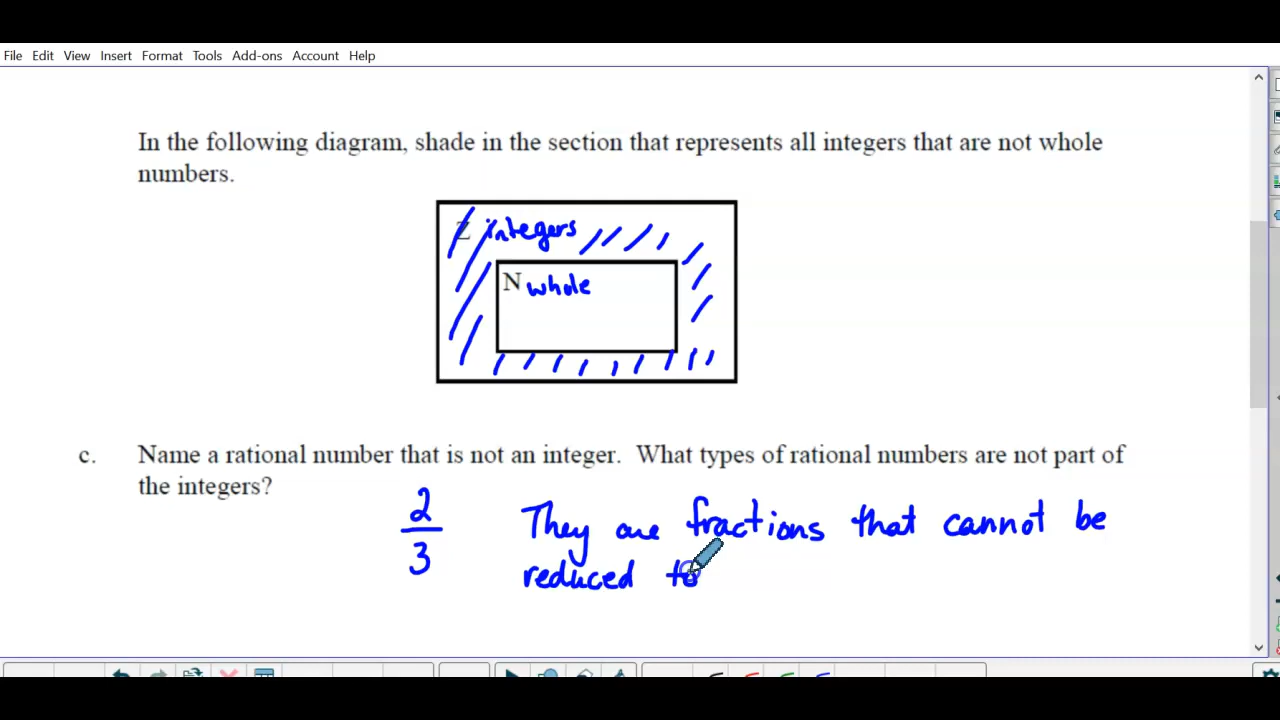 File Edit View Insert Format Tools Add-ons Account Help
In the following diagram, shade in the section that represents all integers that are not whole
numbers.
Z integers
N whole
c. Name a rational number that is not an integer. What types of rational numbers are not part of
the integers?
2
3
They are fractions that cannot be
reduced to